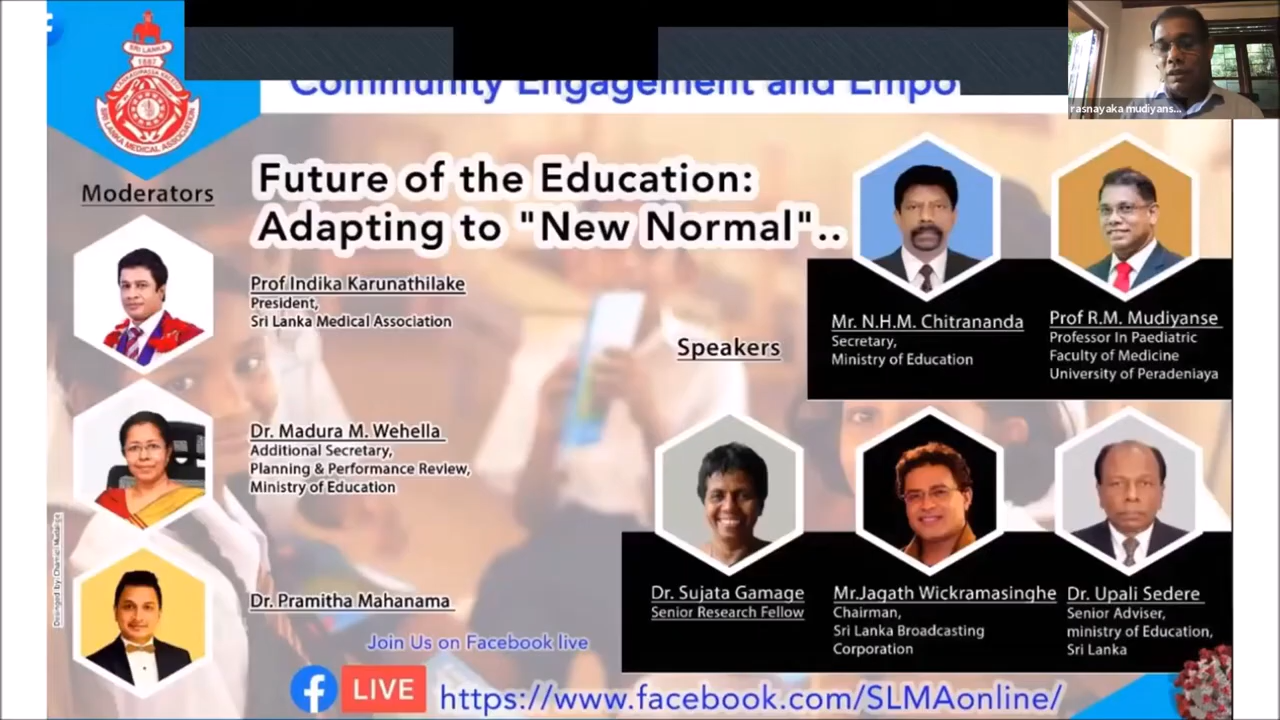 SRI LANKA
1887
SRI LANKA MEDICAL ASSOCIATION
Community Engagement and Empo
rasnayaka mudiyans...
Moderators
Future of the Education:
Adapting to "New Normal"..
Prof Indika Karunathilake
President,
Sri Lanka Medical Association
Dr. Madura M. Wehella
Additional Secretary,
Planning & Performance Review,
Ministry of Education
Dr. Pramitha Mahanama
Speakers
Mr. N.H.M. Chitrananda
Secretary,
Ministry of Education
Prof R.M. Mudiyanse
Professor In Paediatric
Faculty of Medicine
University of Peradeniaya
Dr. Sujata Gamage
Senior Research Fellow
Mr.Jagath Wickramasinghe
Chairman,
Sri Lanka Broadcasting
Corporation
Dr. Upali Sedere
Senior Adviser,
ministry of Education,
Sri Lanka
Join Us on Facebook live
LIVE
https://www.facebook.com/SLMAonline/